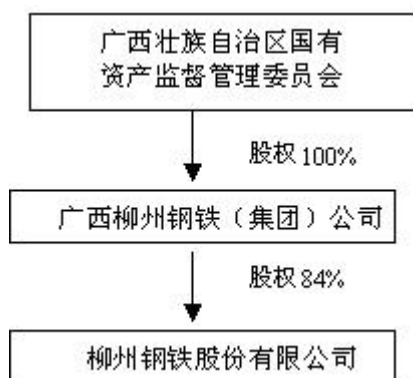 广西壮族自治区国有
资产监督管理委员会
股权 100%
广西柳州钢铁（集团）公司
股权 84%
柳州钢铁股份有限公司